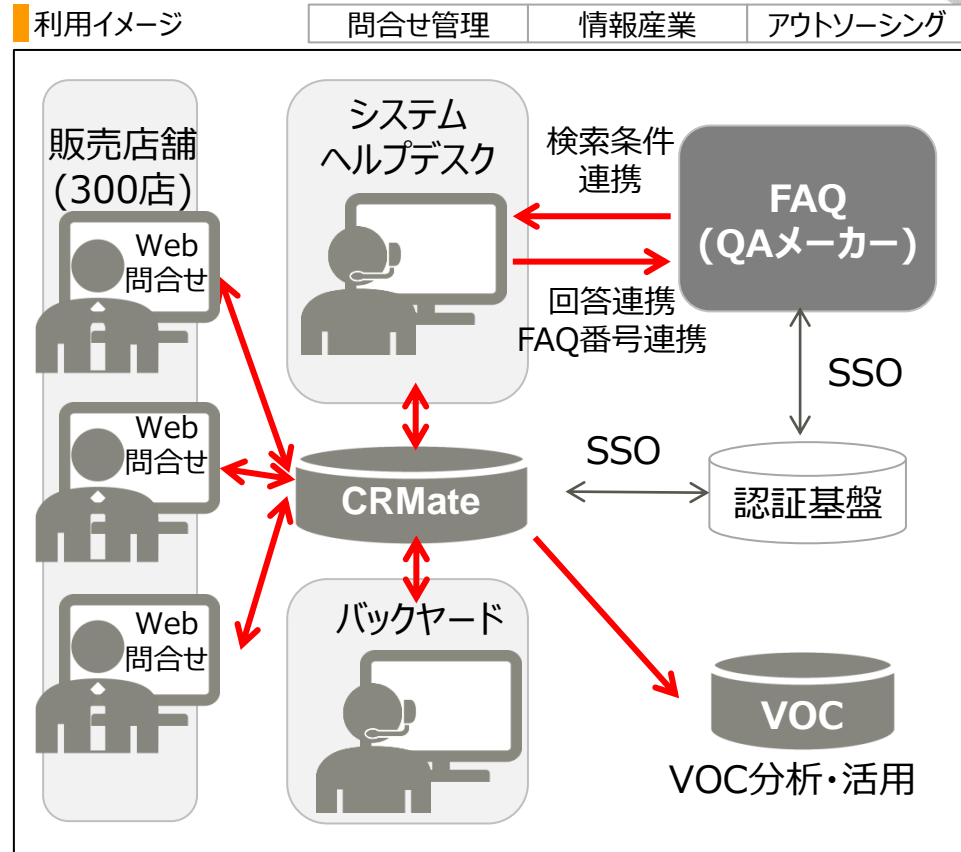 利用イメージ
問合せ管理
情報産業
アウトソーシング
販売店舗
(300店)
Web
問合せ
Web
問合せ
Web
問合せ
システム
ヘルプデスク
検索条件
連携
FAQ
(QAメーカー)
回答連携
FAQ番号連携
SSO
SSO
CRMate
認証基盤
バックヤード
VOC
VOC分析・活用